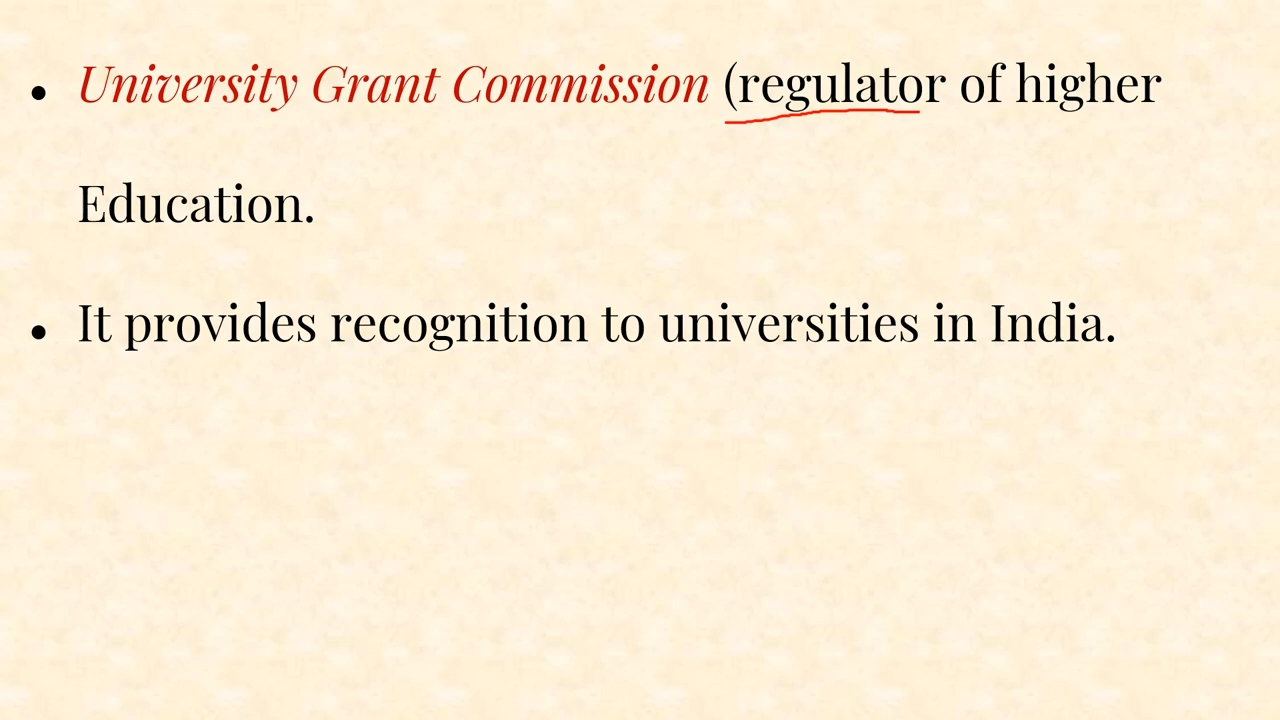 • University Grant Commission (regulator of higher
Education.
• It provides recognition to universities in India.